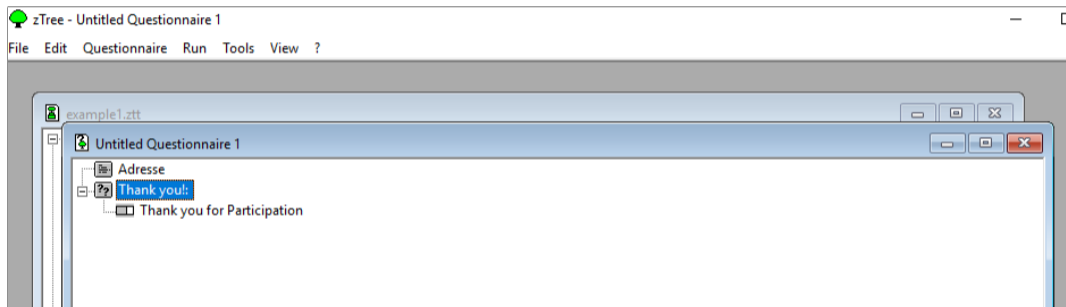 zTree - Untitled Questionnaire 1
File Edit Questionnaire Run Tools View ?
example1.ztt
Untitled Questionnaire 1
Adresse
?? Thank you!:
Thank you for Participation